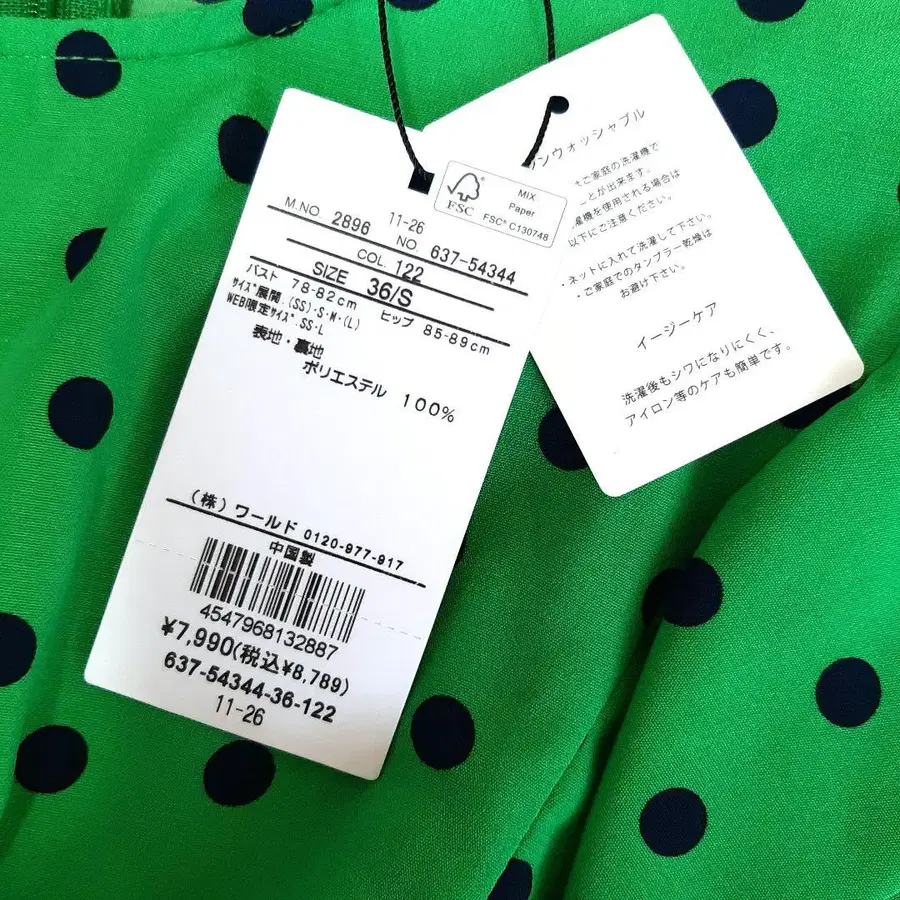 M.NO 2896 11-26 NO 637-54344
COL. 122
SIZE 36/S
バスト 78-82cm ヒップ 85-89cm
サイズ展開.(SS)・S・M・(L)
WEB限定サイズ.SS・L
表地・裏地
ポリエステル 100%
(株)ワールド 0120-977-917
中国製
4547968132887
¥7,990(税込¥8,789)
637-54344-36-122
11-26
FSC
MIX
Paper
FSC® C130748
ウォッシャブル
ご家庭の洗濯機で
とが出来ます。
濯機を使用される場合は
以下にご注意ください。
・ネットに入れて洗濯して下さい。
・ご家庭でのタンブラー乾燥は
お避け下さい。
イージーケア
洗濯後もシワになりにくく、
アイロン等のケアも簡単です。